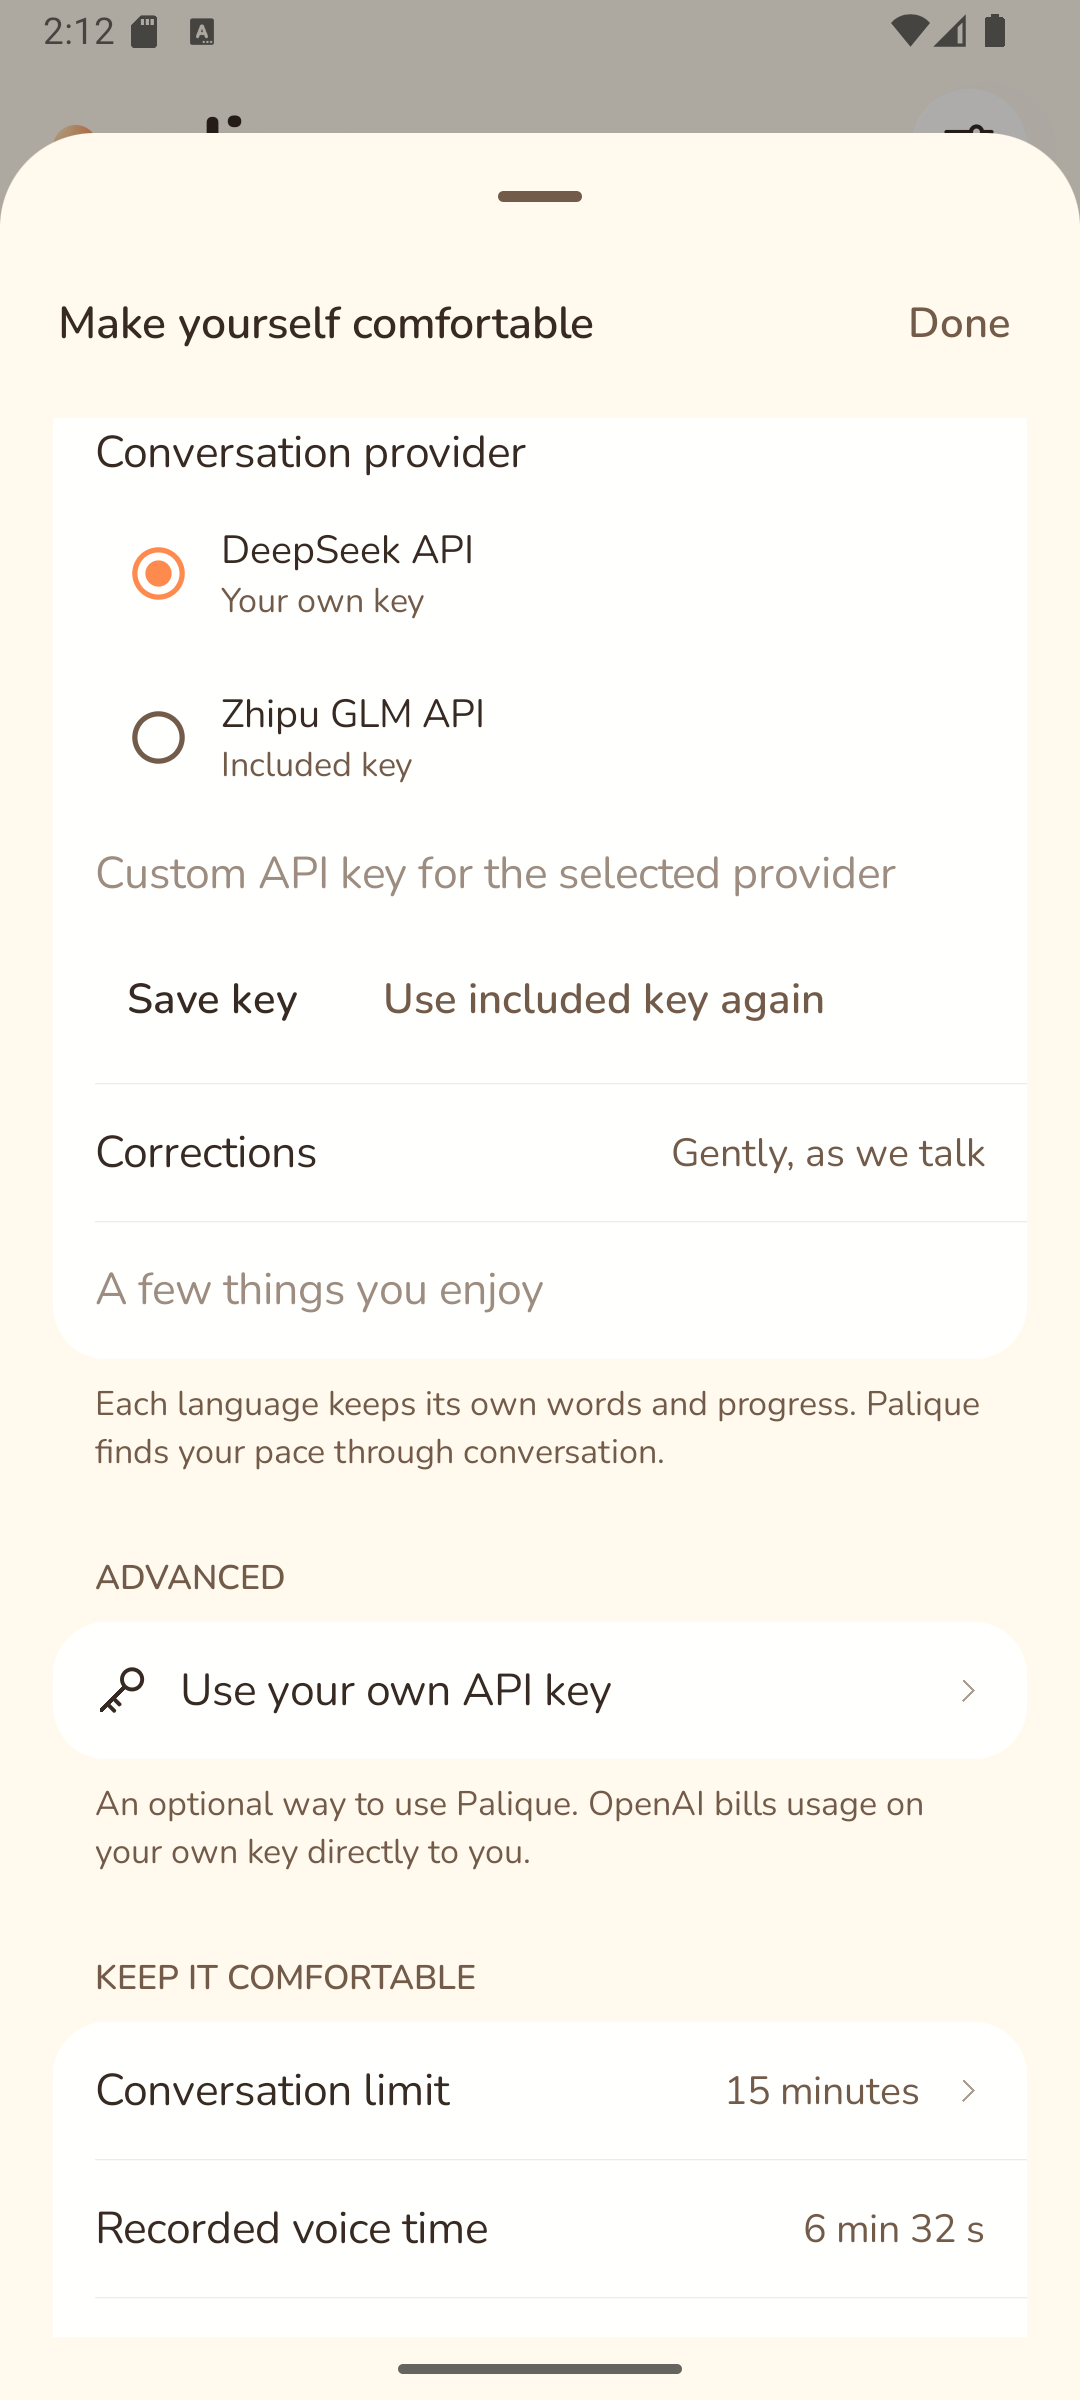 2:12
Make yourself comfortable
Done
Conversation provider
DeepSeek API
Your own key
Zhipu GLM API
Included key
Custom API key for the selected provider
Save key
Use included key again
Corrections
Gently, as we talk
A few things you enjoy
Each language keeps its own words and progress. Palique
finds your pace through conversation.
ADVANCED
Use your own API key
An optional way to use Palique. OpenAI bills usage on
your own key directly to you.
KEEP IT COMFORTABLE
Conversation limit
15 minutes
Recorded voice time
6 min 32 s